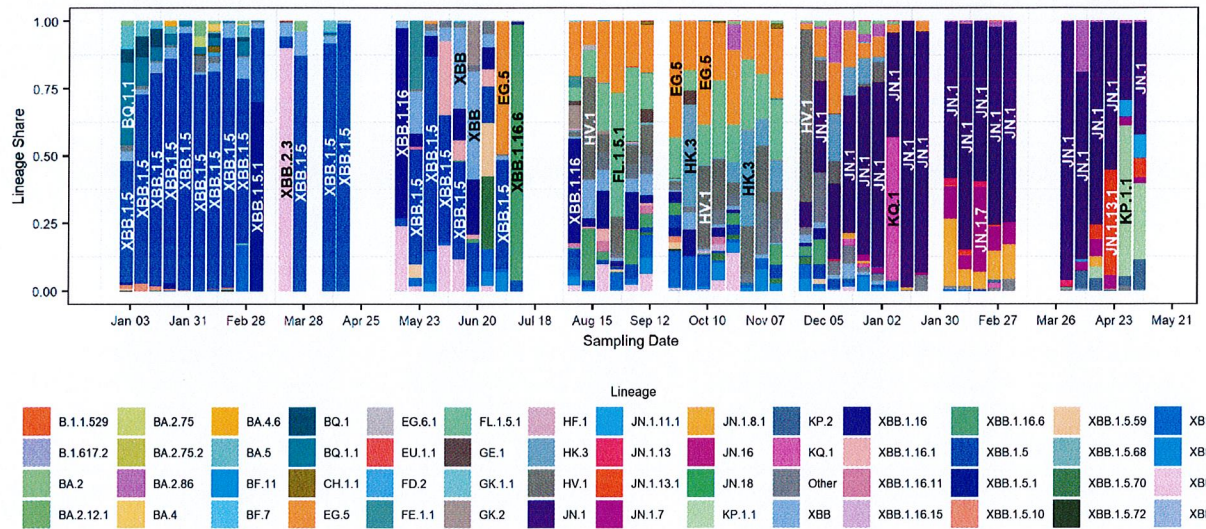 1.00
0.75
0.50
0.25
0.00
Lineage Share
BQ.1.1
XBB.1.5
XBB.1.5
XBB.1.5
XBB.1.5
XBB.1.5
XBB.1.5
XBB.1.5
XBB.1.5
XBB.1.5
XBB.1.5.1
XBB.2.3
XBB.1.5
XBB.1.5
XBB.1.5
XBB.1.16
XBB.1.5
XBB.1.5
XBB.1.5
XBB
XBB.1.5
XBB
EG.5
XBB.1.5
XBB.1.16.6
XBB.1.16
HV.1
FL.1.5.1
EG.5
HK.3
EG.5
HV.1
HK.3
HV.1
JN.1
JN.1
JN.1
JN.1
JN.1
KQ.1
JN.1
JN.1
JN.1
JN.1
JN.1
JN.1.7
JN.1
JN.1
JN.1
JN.1
JN.1
JN.1
JN.1.13.1
KP.1.1
JN.1
Jan 03 Jan 31 Feb 28 Mar 28 Apr 25 May 23 Jun 20 Jul 18 Aug 15 Sep 12 Oct 10 Nov 07 Dec 05 Jan 02 Jan 30 Feb 27 Mar 26 Apr 23 May 21
Sampling Date
Lineage
B.1.1.529 BA.2.75 BA.4.6 BQ.1 EG.6.1 FL.1.5.1 HF.1 JN.1.11.1 JN.1.8.1 KP.2 XBB.1.16 XBB.1.16.6 XBB.1.5.59 XB
B.1.617.2 BA.2.75.2 BA.5 BQ.1.1 EU.1.1 GE.1 HK.3 JN.1.13 JN.16 KQ.1 XBB.1.16.1 XBB.1.5 XBB.1.5.68 XB
BA.2 BA.2.86 BF.11 CH.1.1 FD.2 GK.1.1 HV.1 JN.1.13.1 JN.18 Other XBB.1.16.11 XBB.1.5.1 XBB.1.5.70 XB
BA.2.12.1 BA.4 BF.7 EG.5 FE.1.1 GK.2 JN.1 JN.1.7 KP.1.1 XBB XBB.1.16.15 XBB.1.5.10 XBB.1.5.72 XB